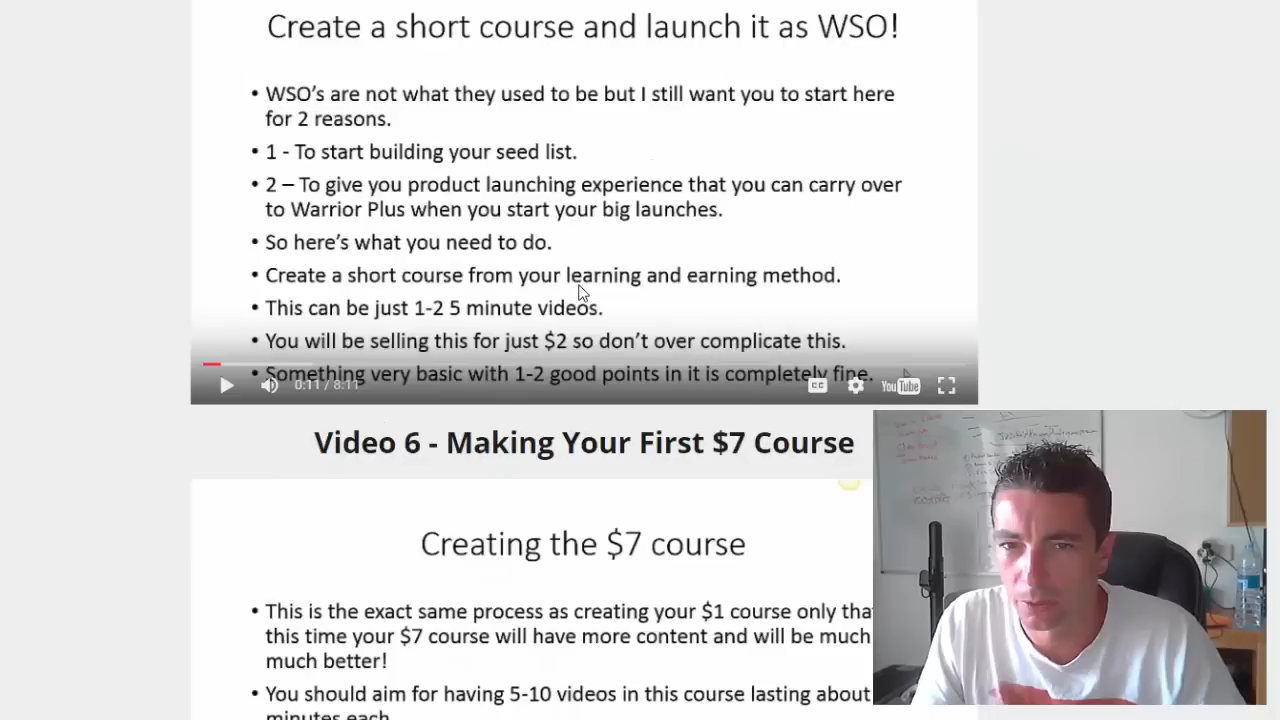 Create a short course and launch it as WSO!
• WSO's are not what they used to be but I still want you to start here
for 2 reasons.
• 1 - To start building your seed list.
• 2 – To give you product launching experience that you can carry over
to Warrior Plus when you start your big launches.
• So here's what you need to do.
• Create a short course from your learning and earning method.
• This can be just 1-2 5 minute videos.
• You will be selling this for just $2 so don't over complicate this.
• Something very basic with 1-2 good points in it is completely fine.
0:11 / 8:11
CC
YouTube
Video 6 - Making Your First $7 Course
Creating the $7 course
• This is the exact same process as creating your $1 course only tha
this time your $7 course will have more content and will be much
much better!
• You should aim for having 5-10 videos in this course lasting about
minutes each